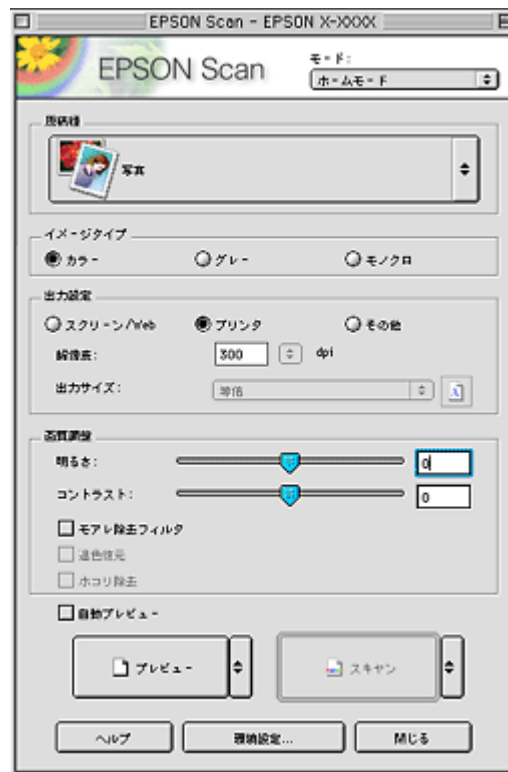 EPSON Scan - EPSON X-XXXX
EPSON Scan
モード:
ホームモード
原稿種
写真
イメージタイプ
カラー グレー モノクロ
出力設定
スクリーン/Web プリンタ その他
解像度: 300 dpi
出力サイズ: 等倍
画質調整
明るさ: 0
コントラスト: 0
モアレ除去フィルタ
退色復元
ホコリ除去
自動プレビュー
プレビュー スキャン
ヘルプ 環境設定... 閉じる